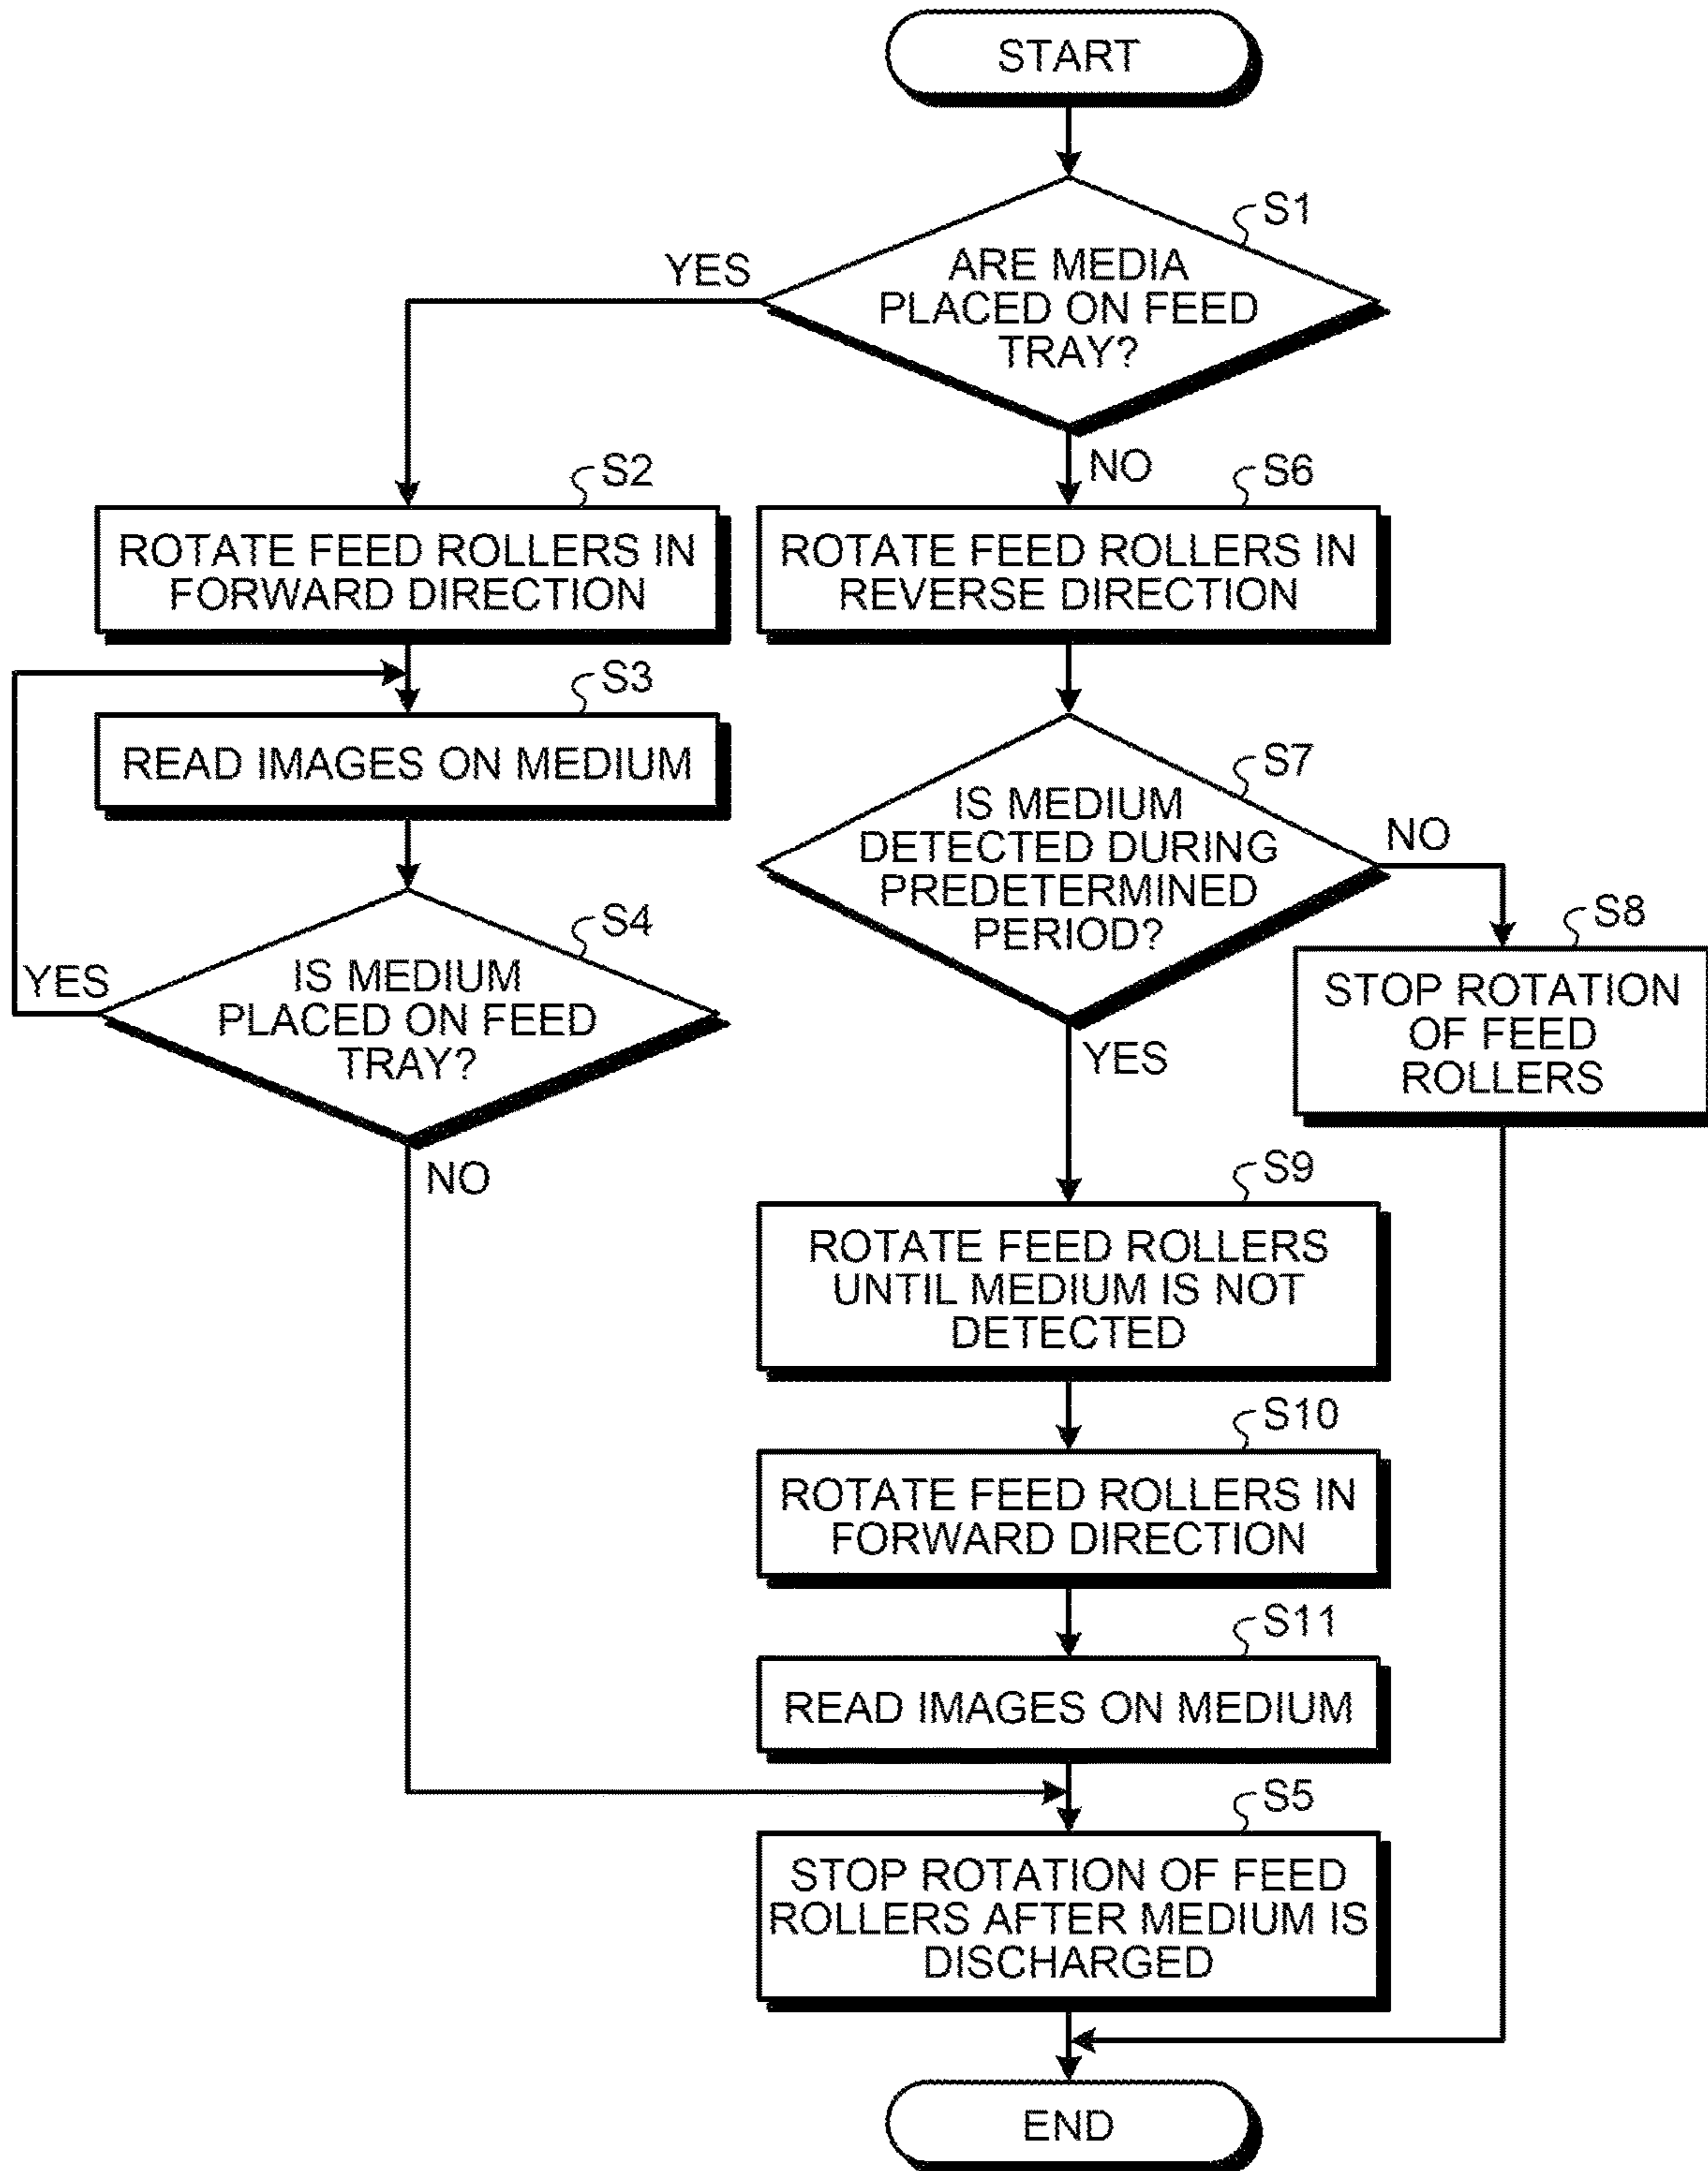 START
S1
ARE MEDIA
PLACED ON FEED
TRAY?
YES
NO
S2
ROTATE FEED ROLLERS IN
FORWARD DIRECTION
S6
ROTATE FEED ROLLERS IN
REVERSE DIRECTION
S3
READ IMAGES ON MEDIUM
S7
IS MEDIUM
DETECTED DURING
PREDETERMINED
PERIOD?
NO
YES
S4
IS MEDIUM
PLACED ON FEED
TRAY?
YES
NO
S8
STOP ROTATION
OF FEED
ROLLERS
S9
ROTATE FEED ROLLERS
UNTIL MEDIUM IS NOT
DETECTED
S10
ROTATE FEED ROLLERS IN
FORWARD DIRECTION
S11
READ IMAGES ON MEDIUM
S5
STOP ROTATION OF FEED
ROLLERS AFTER MEDIUM IS
DISCHARGED
END